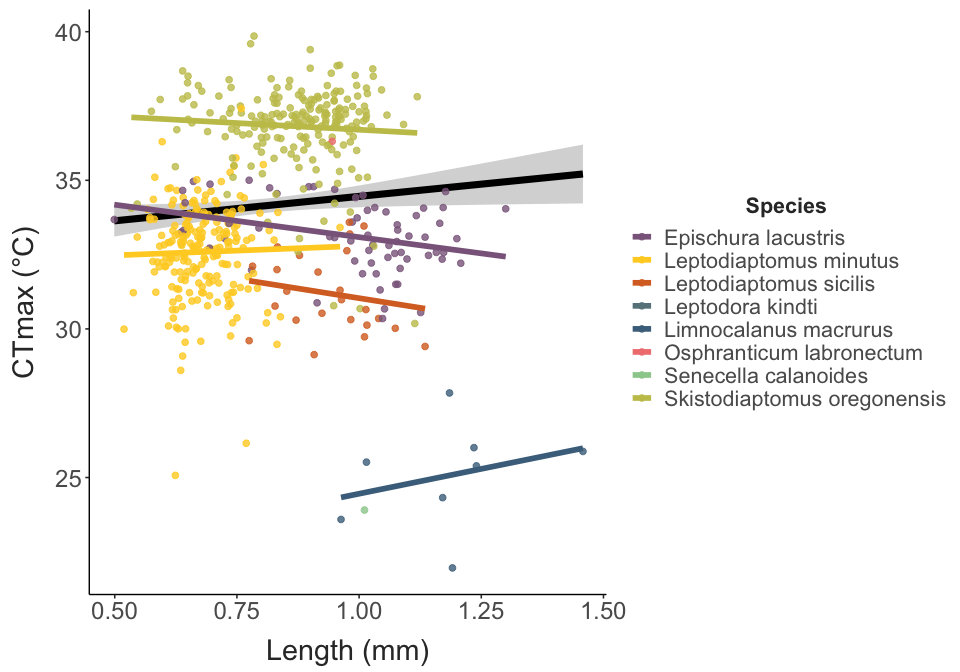 40
35
30
25
CTmax (°C)
0.50 0.75 1.00 1.25 1.50
Length (mm)
Species
Epischura lacustris
Leptodiaptomus minutus
Leptodiaptomus sicilis
Leptodora kindti
Limnocalanus macrurus
Osphranticum labronectum
Senecella calanoides
Skistodiaptomus oregonensis